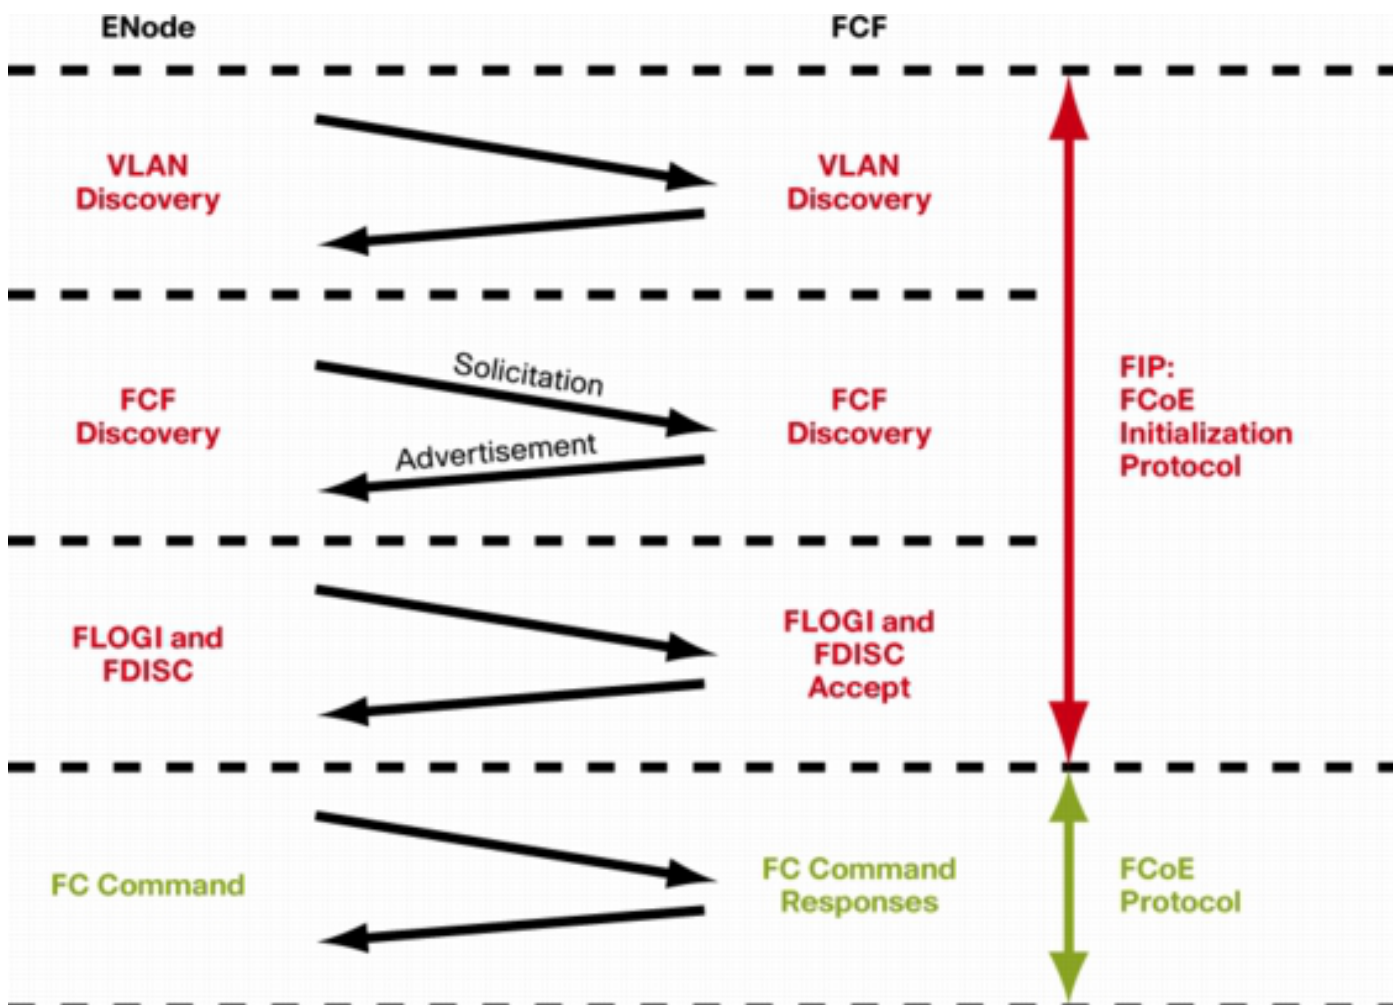 ENode
FCF
VLAN
Discovery
VLAN
Discovery
Solicitation
Advertisement
FCF
Discovery
FCF
Discovery
FIP:
FCoE
Initialization
Protocol
FLOGI and
FDISC
FLOGI and
FDISC
Accept
FC Command
FC Command
Responses
FCoE
Protocol